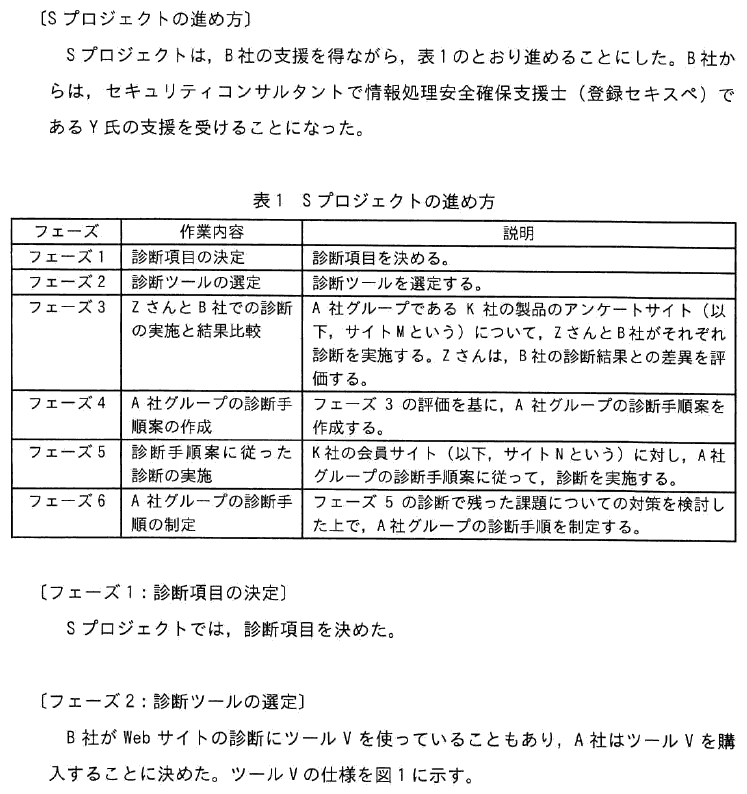 〔Sプロジェクトの進め方〕
Sプロジェクトは，B社の支援を得ながら，表1のとおり進めることにした。B社か
らは，セキュリティコンサルタントで情報処理安全確保支援士（登録セキスペ）で
あるY氏の支援を受けることになった。
表1 Sプロジェクトの進め方
フェーズ 作業内容 説明
フェーズ1 診断項目の決定 診断項目を決める。
フェーズ2 診断ツールの選定 診断ツールを選定する。
フェーズ3 ZさんとB社での診断 A社グループであるK社の製品のアンケートサイト（以
の実施と結果比較 下，サイトMという）について，ZさんとB社がそれぞれ
診断を実施する。Zさんは，B社の診断結果との差異を評
価する。
フェーズ4 A社グループの診断手 フェーズ3の評価を基に，A社グループの診断手順案を
順案の作成 作成する。
フェーズ5 診断手順案に従った K社の会員サイト（以下，サイトNという）に対し，A社
診断の実施 グループの診断手順案に従って，診断を実施する。
フェーズ6 A社グループの診断手 フェーズ5の診断で残った課題についての対策を検討し
順の制定 た上で，A社グループの診断手順を制定する。
〔フェーズ1：診断項目の決定〕
Sプロジェクトでは，診断項目を決めた。
〔フェーズ2：診断ツールの選定〕
B社がWebサイトの診断にツールVを使っていることもあり，A社はツールVを購
入することに決めた。ツールVの仕様を図1に示す。